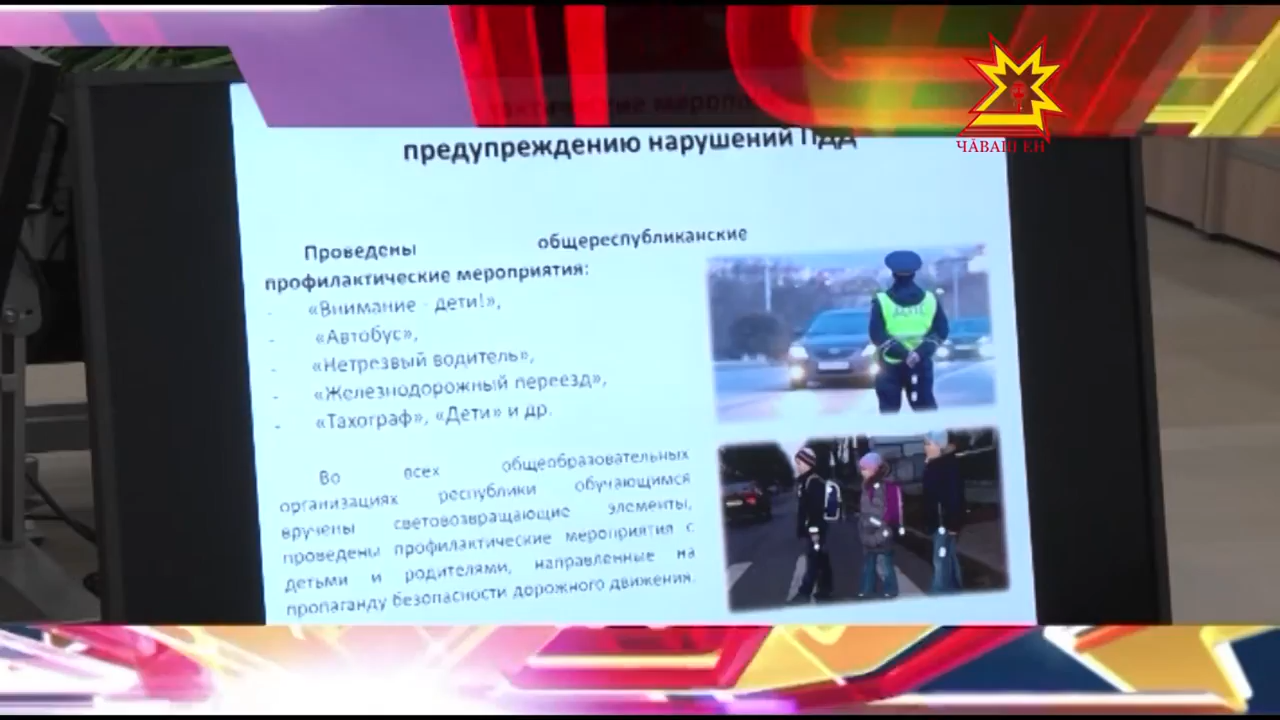 ЧӐВАШ ЕН
предупреждению нарушений ПДД
Проведены общереспубликанские
профилактические мероприятия:
- «Внимание - дети!»,
- «Автобус»,
- «Нетрезвый водитель»,
- «Железнодорожный переезд»,
- «Тахограф», «Дети» и др.
ДПС
Во всех общеобразовательных
организациях республики обучающимся
вручены световозвращающие элементы,
проведены профилактические мероприятия с
детьми и родителями, направленные на
пропаганду безопасности дорожного движения.